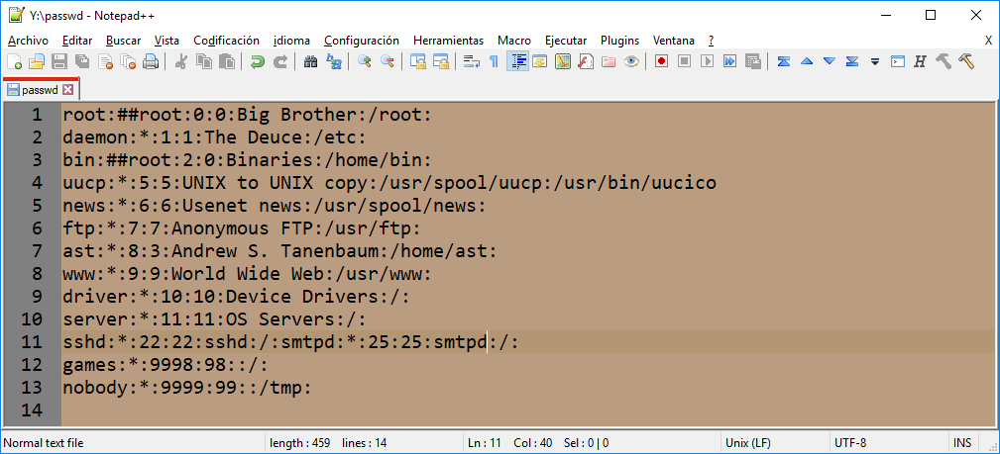 Y:\passwd - Notepad++
Archivo Editar Buscar Vista Codificación idioma Configuración Herramientas Macro Ejecutar Plugins Ventana ? X
passwd
1 root:##root:0:0:Big Brother:/root:
2 daemon:*:1:1:The Deuce:/etc:
3 bin:##root:2:0:Binaries:/home/bin:
4 uucp:*:5:5:UNIX to UNIX copy:/usr/spool/uucp:/usr/bin/uucico
5 news:*:6:6:Usenet news:/usr/spool/news:
6 ftp:*:7:7:Anonymous FTP:/usr/ftp:
7 ast:*:8:3:Andrew S. Tanenbaum:/home/ast:
8 www:*:9:9:World Wide Web:/usr/www:
9 driver:*:10:10:Device Drivers:/:
10 server:*:11:11:OS Servers:/:
11 sshd:*:22:22:sshd:/:smtpd:*:25:25:smtpd:/:
12 games:*:9998:98::/:
13 nobody:*:9999:99::/tmp:
14
Normal text file length : 459 lines : 14 Ln : 11 Col : 40 Sel : 0 | 0 Unix (LF) UTF-8 INS